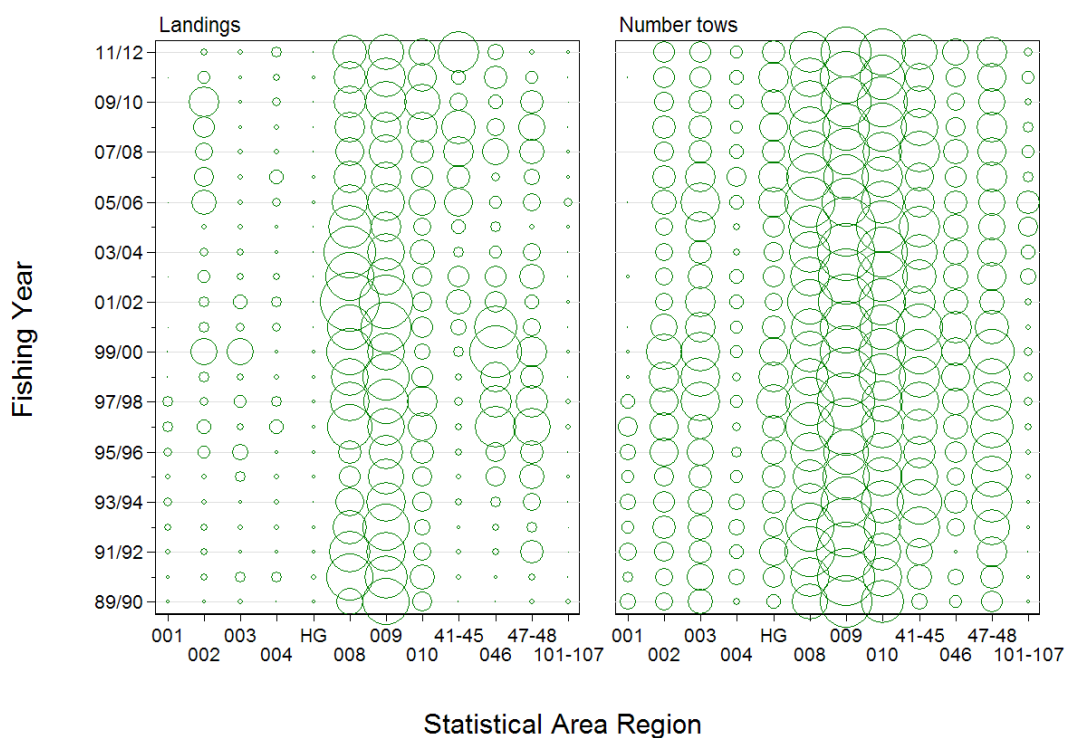 Landings
Number tows
11/12
09/10
07/08
05/06
03/04
01/02
99/00
97/98
95/96
93/94
91/92
89/90
Fishing Year
001 003 HG 009 41-45 47-48
002 004 008 010 046 101-107
001 003 HG 009 41-45 47-48
002 004 008 010 046 101-107
Statistical Area Region